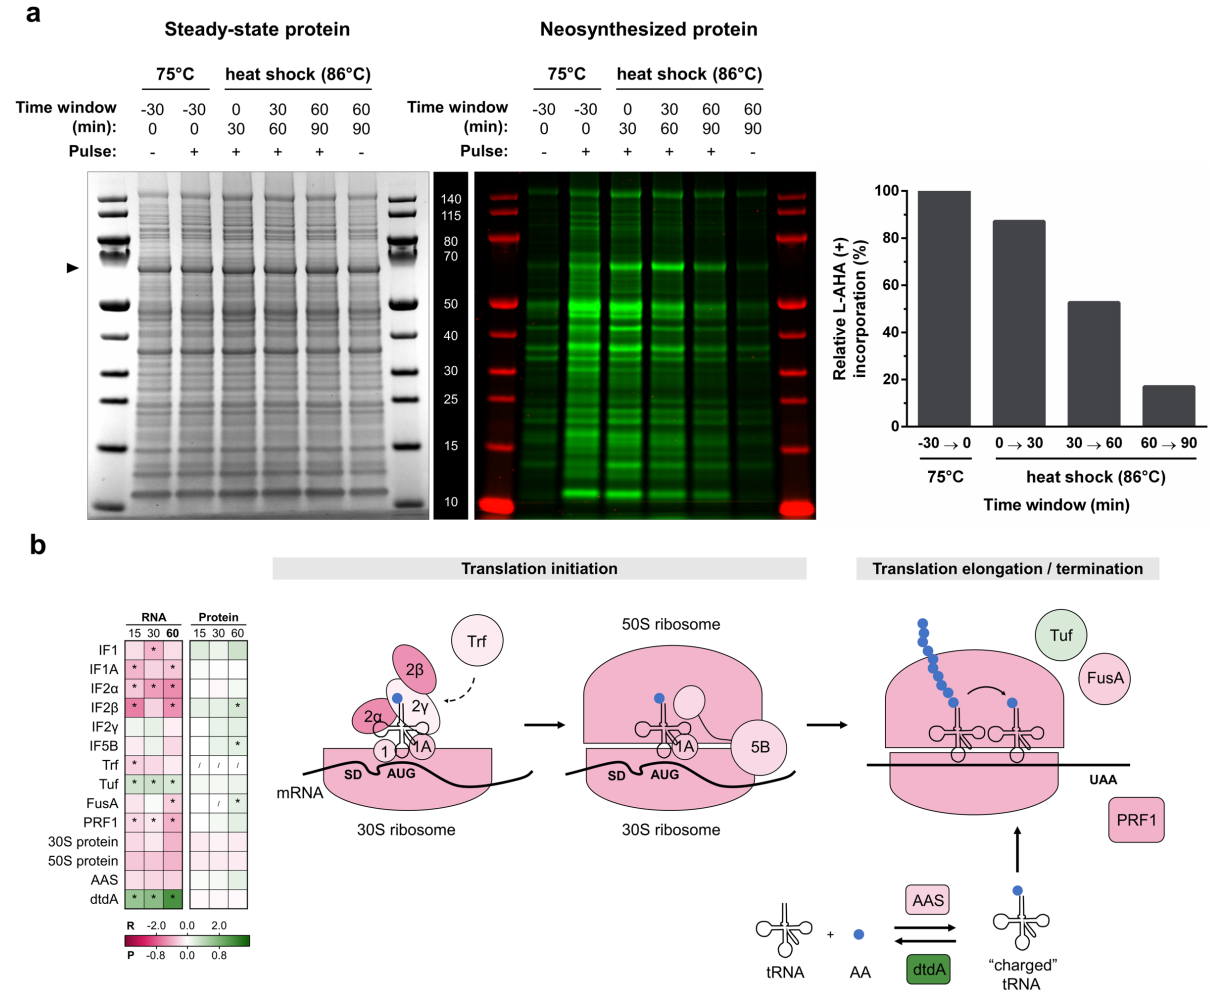 a
Steady-state protein
Neosynthesized protein
75°C heat shock (86°C)
75°C heat shock (86°C)
Time window -30 -30 0 30 60 60
(min): 0 0 30 60 90 90
Pulse: - + + + + -
Time window -30 -30 0 30 60 60
(min): 0 0 30 60 90 90
Pulse: - + + + + -
140
115
80
70
50
40
30
25
15
10
Relative L-AHA (+)
incorporation (%)
100
80
60
40
20
0
-30 → 0 0 → 30 30 → 60 60 → 90
75°C heat shock (86°C)
Time window (min)
b
Translation initiation
Translation elongation / termination
RNA Protein
15 30 60 15 30 60
IF1 *
IF1A * *
IF2α * * *
IF2β * * *
IF2γ
IF5B *
Trf * / / /
Tuf * * *
FusA * / *
PRF1 * * *
30S protein
50S protein
AAS
dtdA * * *
R -2.0 0.0 2.0
P -0.8 0.0 0.8
Trf
2β
2γ
2α
1
1A
SD AUG
mRNA
30S ribosome
50S ribosome
1A
5B
SD AUG
30S ribosome
Tuf
FusA
UAA
PRF1
AAS
+
dtdA
tRNA AA
"charged"
tRNA